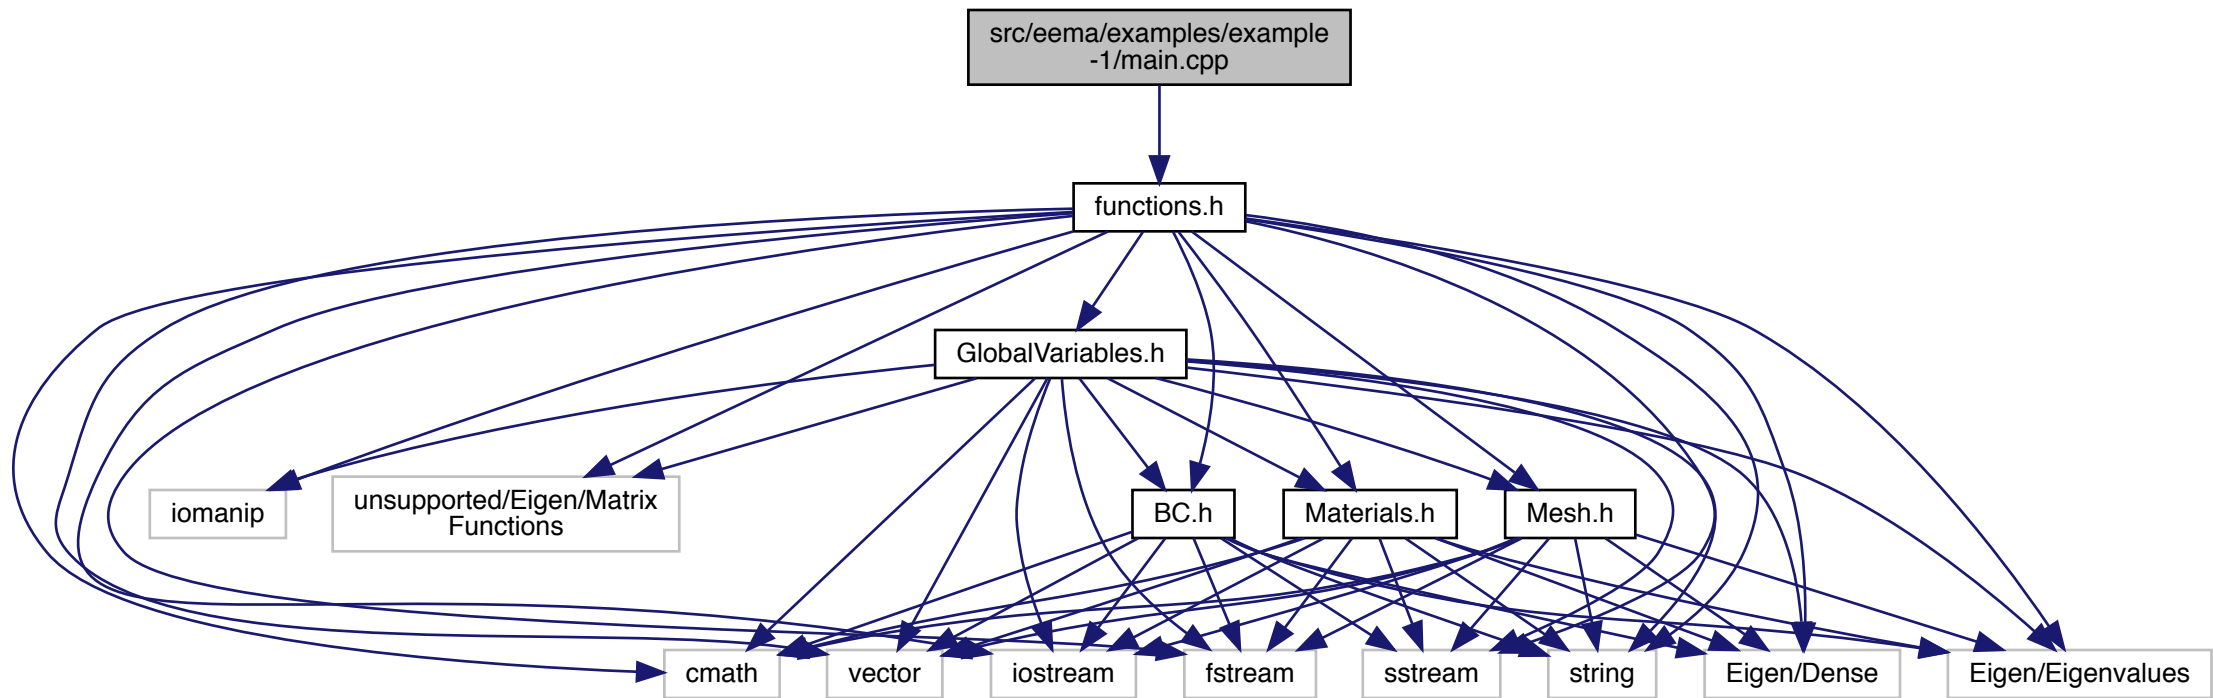 src/eema/examples/example
-1/main.cpp
functions.h
GlobalVariables.h
iomanip
unsupported/Eigen/Matrix
Functions
BC.h
Materials.h
Mesh.h
cmath
vector
iostream
fstream
sstream
string
Eigen/Dense
Eigen/Eigenvalues